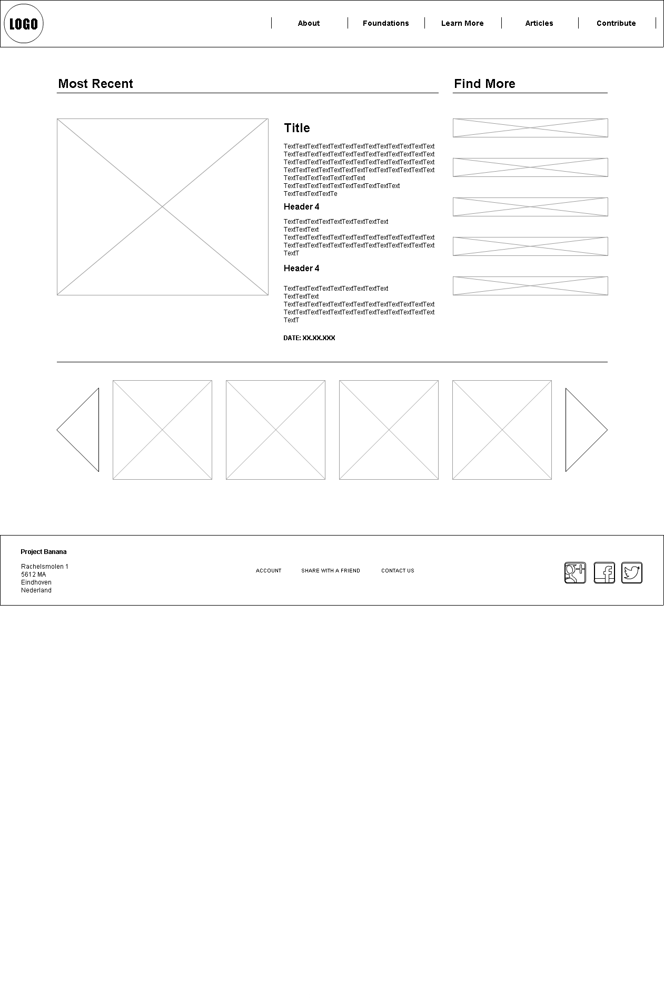 LOGO
About
Foundations
Learn More
Articles
Contribute
Most Recent
Find More
Title
TextTextTextTextTextTextTextTextTextTextTextTextText
TextTextTextTextTextTextTextTextTextTextTextTextText
TextTextTextTextTextTextTextTextTextTextTextTextText
TextTextTextTextTextTextTextTextTextTextTextTextText
TextTextTextTextTextTextText
TextTextTextTextTextTextTextTextTextText
TextTextTextTextTe
Header 4
TextTextTextTextTextTextTextTextText
TextTextText
TextTextTextTextTextTextTextTextTextTextTextTextText
TextTextTextTextTextTextTextTextTextTextTextTextText
TextT
Header 4
TextTextTextTextTextTextTextTextText
TextTextText
TextTextTextTextTextTextTextTextTextTextTextTextText
TextTextTextTextTextTextTextTextTextTextTextTextText
TextT
DATE: XX.XX.XXX
Project Banana
Rachelsmolen 1
5612 MA
Eindhoven
Nederland
ACCOUNT
SHARE WITH A FRIEND
CONTACT US